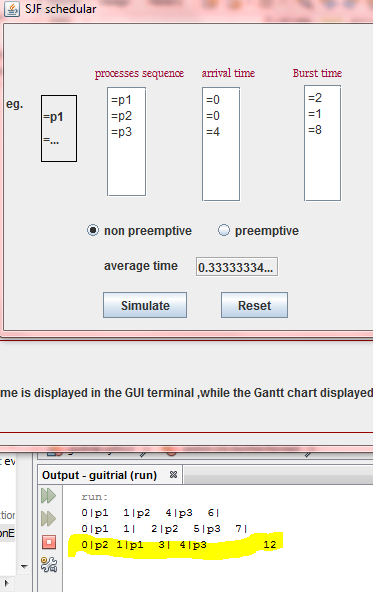 SJF schedular
processes sequence arrival time Burst time
eg.
=p1
=...
=p1
=p2
=p3
=0
=0
=4
=2
=1
=8
non preemptive preemptive
average time 0.33333334...
Simulate Reset
me is displayed in the GUI terminal ,while the Gantt chart displayed
Output - guitrial (run)
run:
0|p1 1|p2 4|p3 6|
0|p1 1| 2|p2 5|p3 7|
0|p2 1|p1 3| 4|p3 12